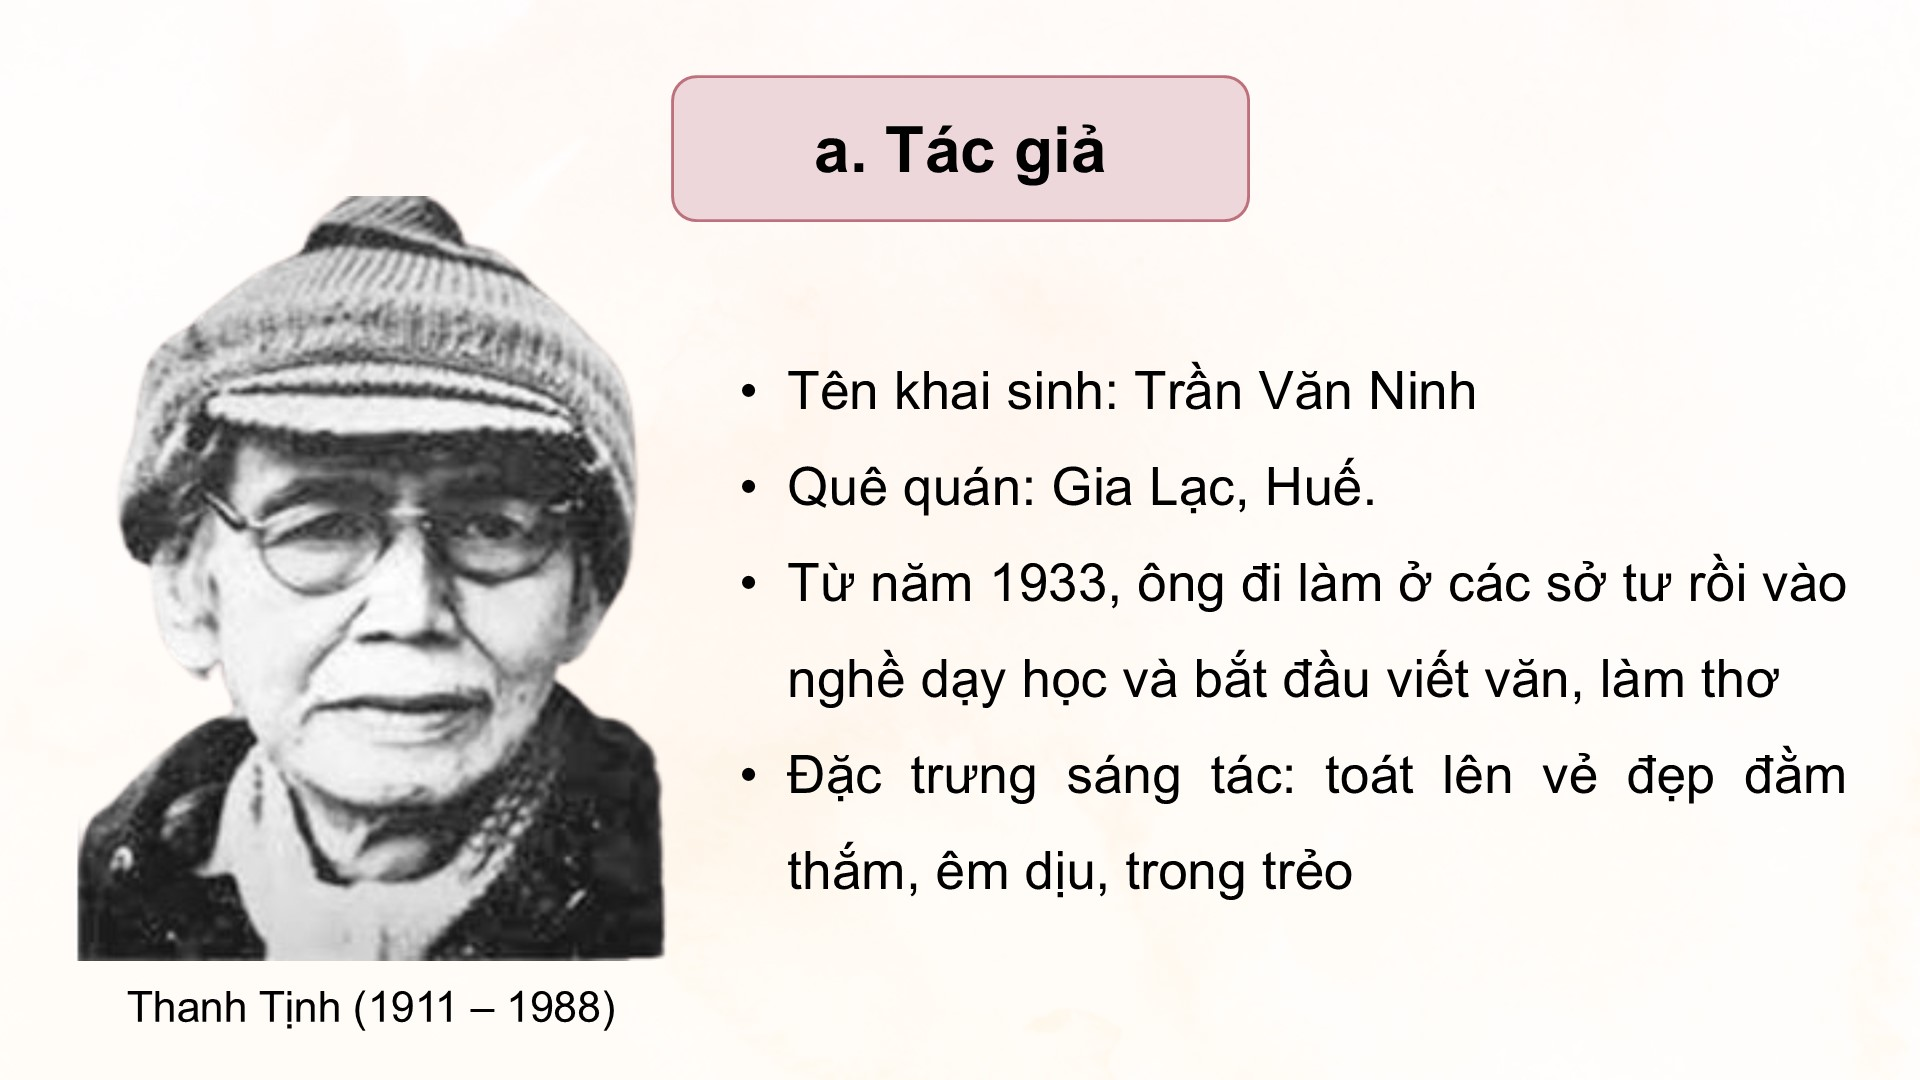 a. Tác giả
• Tên khai sinh: Trần Văn Ninh
• Quê quán: Gia Lạc, Huế.
• Từ năm 1933, ông đi làm ở các sở tư rồi vào
nghề dạy học và bắt đầu viết văn, làm thơ
• Đặc trưng sáng tác: toát lên vẻ đẹp đằm
thắm, êm dịu, trong trẻo
Thanh Tịnh (1911 – 1988)